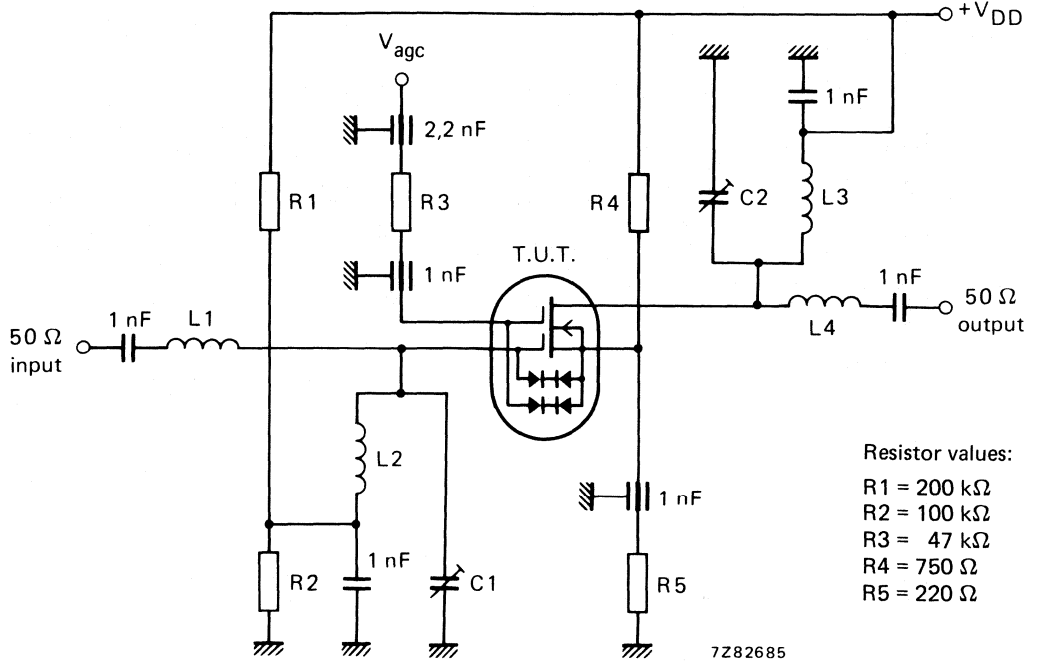 +VDD
Vagc
2,2 nF
1 nF
R1
R3
R4
C2
L3
T.U.T.
1 nF
1 nF
50 Ω
output
L4
50 Ω
input
1 nF
L1
L2
Resistor values:
R1 = 200 kΩ
R2 = 100 kΩ
R3 = 47 kΩ
R4 = 750 Ω
R5 = 220 Ω
1 nF
1 nF
R2
C1
R5
7Z82685